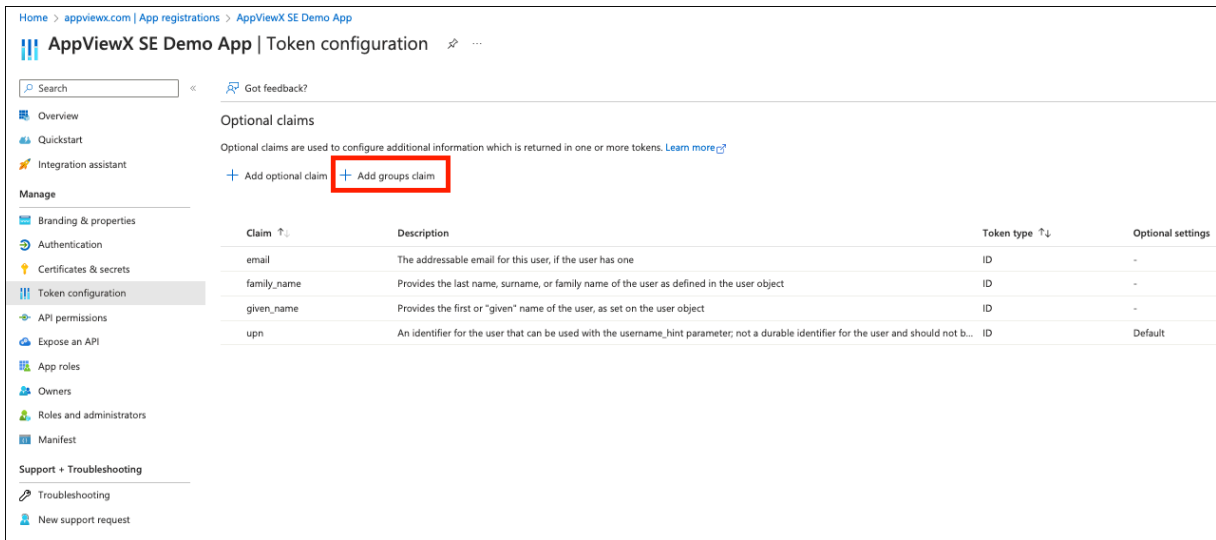 Home > appviewx.com | App registrations > AppViewX SE Demo App
AppViewX SE Demo App | Token configuration
Search
Got feedback?
Overview
Quickstart
Integration assistant
Manage
Branding & properties
Authentication
Certificates & secrets
Token configuration
API permissions
Expose an API
App roles
Owners
Roles and administrators
Manifest
Support + Troubleshooting
Troubleshooting
New support request
Optional claims
Optional claims are used to configure additional information which is returned in one or more tokens. Learn more
+ Add optional claim + Add groups claim
Claim ↑↓ Description Token type ↑↓ Optional settings
email The addressable email for this user, if the user has one ID -
family_name Provides the last name, surname, or family name of the user as defined in the user object ID -
given_name Provides the first or "given" name of the user, as set on the user object ID -
upn An identifier for the user that can be used with the username_hint parameter; not a durable identifier for the user and should not b... ID Default